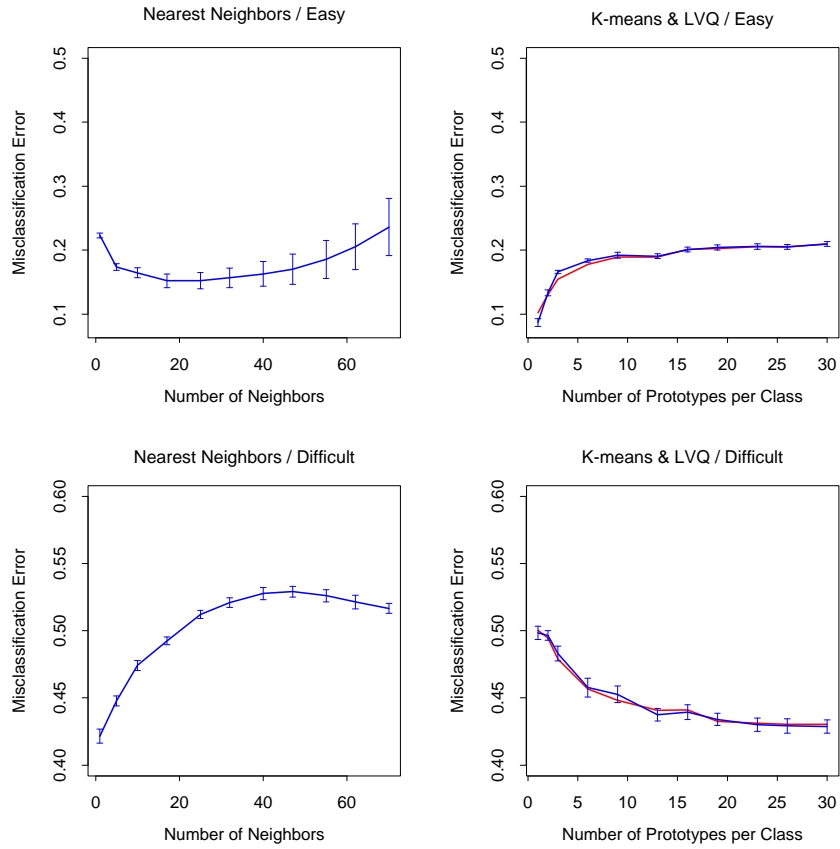 Nearest Neighbors / Easy
Misclassification Error
0.1 0.2 0.3 0.4 0.5
0 20 40 60
Number of Neighbors
K-means & LVQ / Easy
Misclassification Error
0.1 0.2 0.3 0.4 0.5
0 5 10 15 20 25 30
Number of Prototypes per Class
Nearest Neighbors / Difficult
Misclassification Error
0.40 0.45 0.50 0.55 0.60
0 20 40 60
Number of Neighbors
K-means & LVQ / Difficult
Misclassification Error
0.40 0.45 0.50 0.55 0.60
0 5 10 15 20 25 30
Number of Prototypes per Class